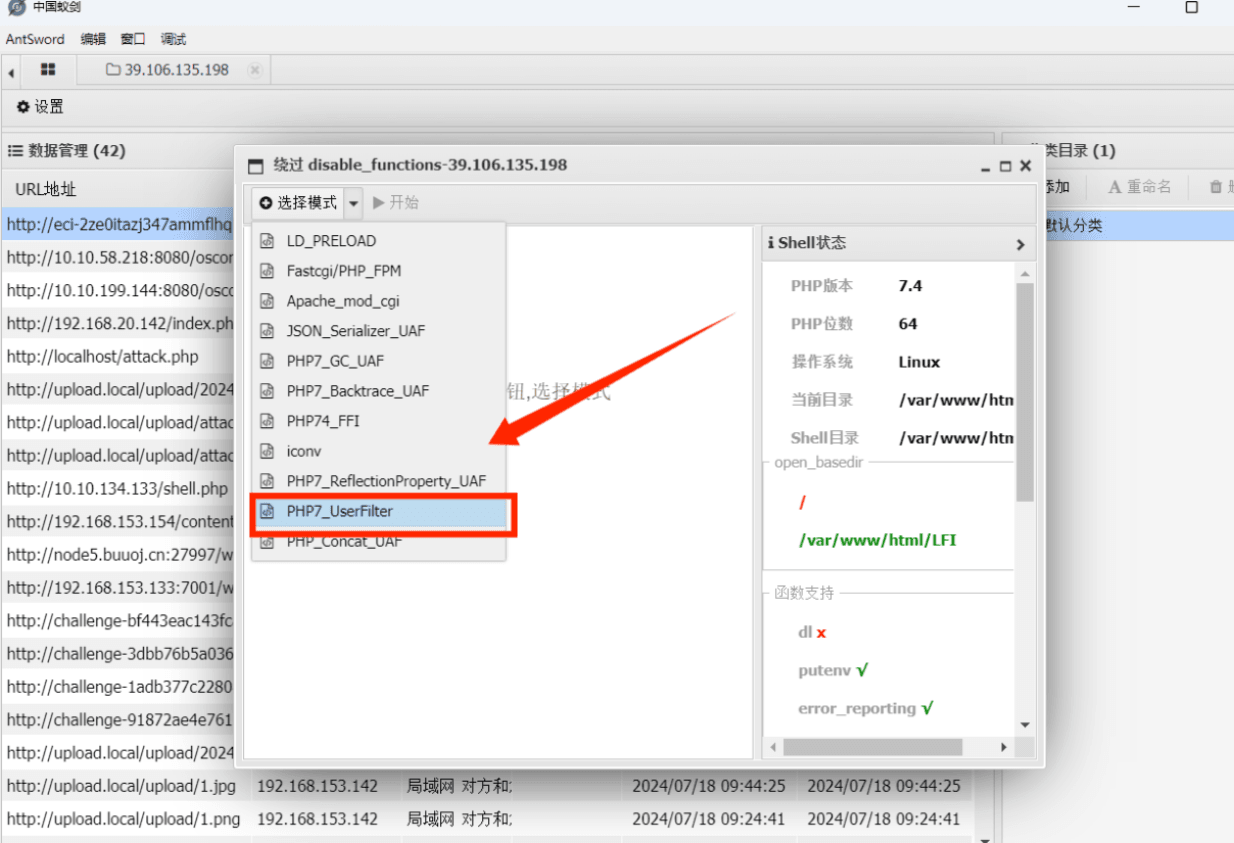 中国蚁剑
AntSword 编辑 窗口 调试
39.106.135.198
设置
数据管理 (42)
类目录 (1)
URL地址
添加 重命名
http://eci-2ze0itazj347ammflhq
默认分类
http://10.10.58.218:8080/oscor
http://10.10.199.144:8080/osco
http://192.168.20.142/index.ph
http://localhost/attack.php
http://upload.local/upload/2024
http://upload.local/upload/attac
http://upload.local/upload/attac
http://10.10.134.133/shell.php
http://192.168.153.154/content
http://node5.buuoj.cn:27997/w
http://192.168.153.133:7001/w
http://challenge-bf443eac143fc
http://challenge-3dbb76b5a036
http://challenge-1adb377c2280
http://challenge-91872ae4e761
http://upload.local/upload/2024
http://upload.local/upload/1.jpg 192.168.153.142 局域网 对方和 2024/07/18 09:44:25 2024/07/18 09:44:25
http://upload.local/upload/1.png 192.168.153.142 局域网 对方和 2024/07/18 09:24:41 2024/07/18 09:24:41
绕过 disable_functions-39.106.135.198
选择模式 开始
LD_PRELOAD
Fastcgi/PHP_FPM
Apache_mod_cgi
JSON_Serializer_UAF
PHP7_GC_UAF
PHP7_Backtrace_UAF
PHP74_FFI
iconv
PHP7_ReflectionProperty_UAF
PHP7_UserFilter
PHP_Concat_UAF
钮,选择模式
Shell状态
PHP版本 7.4
PHP位数 64
操作系统 Linux
当前目录 /var/www/htm
Shell目录 /var/www/htm
open_basedir
/
/var/www/html/LFI
函数支持
dl x
putenv √
error_reporting √